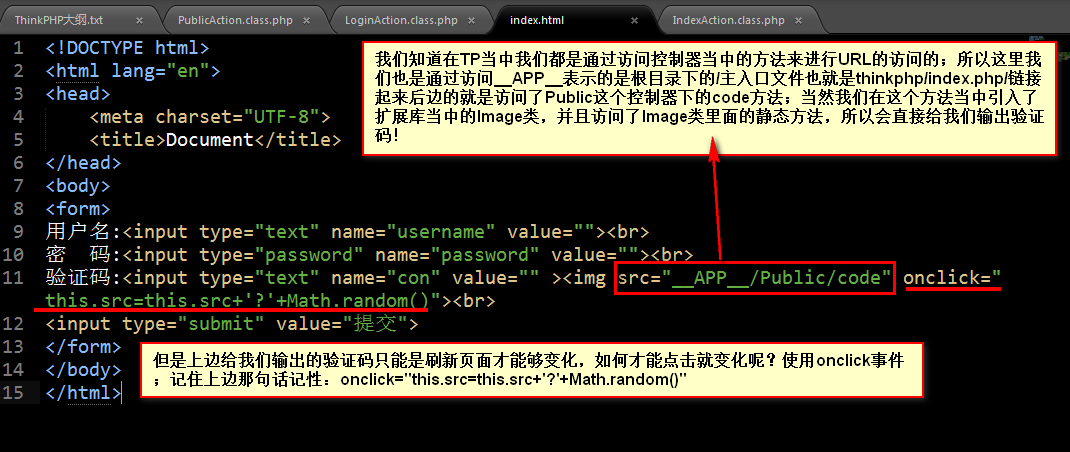 ThinkPHP大纲.txt × PublicAction.class.php × LoginAction.class.php × index.html × IndexAction.class.php ×
1 <!DOCTYPE html>
2 <html lang="en">
3 <head>
4 <meta charset="UTF-8">
5 <title>Document</title>
6 </head>
7 <body>
8 <form>
9 用户名:<input type="text" name="username" value=""><br>
10 密  码:<input type="password" name="password" value=""><br>
11 验证码:<input type="text" name="con" value="" ><img src="__APP__/Public/code" onclick="
this.src=this.src+'?'+Math.random()"><br>
12 <input type="submit" value="提交">
13 </form>
14 </body>
15 </html>
我们知道在TP当中我们都是通过访问控制器当中的方法来进行URL的访问的；所以这里我
们也是通过访问__APP__表示的是根目录下的/主入口文件也就是thinkphp/index.php/链接
起来后边的就是访问了Public这个控制器下的code方法；当然我们在这个方法当中引入了
扩展库当中的Image类，并且访问了Image类里面的静态方法，所以会直接给我们输出验证
码！
但是上边给我们输出的验证码只能是刷新页面才能够变化，如何才能点击就变化呢？使用onclick事件
；记住上边那句话记性：onclick="this.src=this.src+'?'+Math.random()"